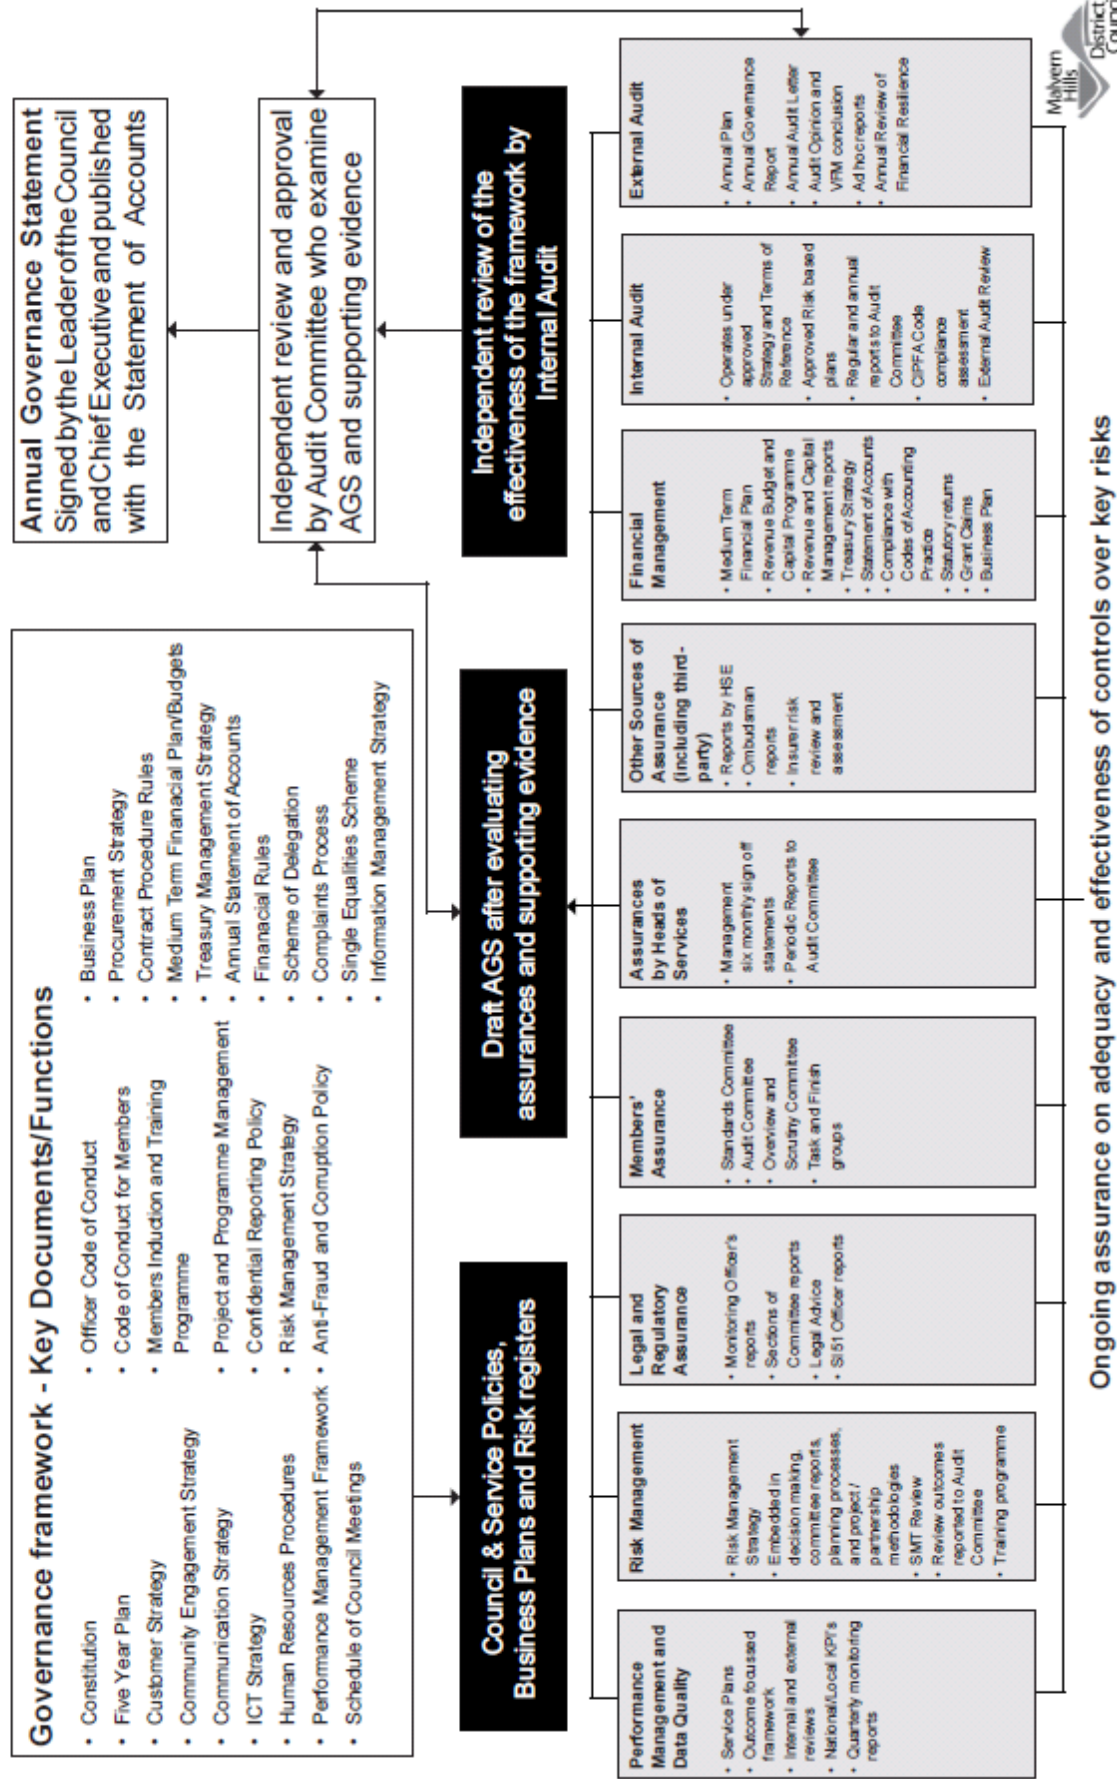 Governance framework - Key Documents/Functions
• Constitution
• Five Year Plan
• Customer Strategy
• Community Engagement Strategy
• Communication Strategy
• ICT Strategy
• Human Resources Procedures
• Performance Management Framework
• Schedule of Council Meetings
• Officer Code of Conduct
• Code of Conduct for Members
• Members Induction and Training
Programme
• Project and Programme Management
• Confidential Reporting Policy
• Risk Management Strategy
• Anti-Fraud and Corruption Policy
• Business Plan
• Procurement Strategy
• Contract Procedure Rules
• Medium Term Finanacial Plan/Budgets
• Treasury Management Strategy
• Annual Statement of Accounts
• Finanacial Rules
• Scheme of Delegation
• Complaints Process
• Single Equalities Scheme
• Information Management Strategy
Annual Governance Statement
Signed by the Leader of the Council
and Chief Executive and published
with the Statement of Accounts
Independent review and approval
by Audit Committee who examine
AGS and supporting evidence
Council & Service Policies,
Business Plans and Risk registers
Draft AGS after evaluating
assurances and supporting evidence
Independent review of the
effectiveness of the framework by
Internal Audit
Performance
Management and
Data Quality
• Service Plans
• Outcome focussed
framework
• Internal and external
reviews
• National/Local KPI's
• Quarterly monitoring
reports
Risk Management
• Risk Management
Strategy
• Embedded in
decision making,
committee reports,
planning processes,
and project /
partnership
methodologies
• SMT Review
• Review outcomes
reported to Audit
Committee
• Training programme
Legal and
Regulatory
Assurance
• Monitoring Officer's
reports
• Sections of
Committee reports
• Legal Advice
• S151 Officer reports
Members'
Assurance
• Standards Committee
• Audit Committee
• Overview and
Scrutiny Committee
• Task and Finish
groups
Assurances
by Heads of
Services
• Management
six monthly sign off
statements
• Periodic Reports to
Audit Committee
Other Sources of
Assurance
(including third-
party)
• Reports by HSE
• Ombudsman
reports
• Insurer risk
review and
assessment
Financial
Management
• Medium Term
Financial Plan
• Revenue Budget and
Capital Programme
• Revenue and Capital
Management reports
• Treasury Strategy
• Statement of Accounts
• Compliance with
Codes of Accounting
Practice
• Statutory returns
• Grant Claims
• Business Plan
Internal Audit
• Operates under
approved
Strategy and Terms of
Reference
• Approved Risk based
plans
• Regular and annual
reports to Audit
Committee
• CIPFA Code
compliance
assessment
• External Audit Review
External Audit
• Annual Plan
• Annual Governance
Report
• Annual Audit Letter
• Audit Opinion and
VFM conclusion
• Ad hoc reports
• Annual Review of
Financial Resilience
Ongoing assurance on adequacy and effectiveness of controls over key risks
Malvern
Hills
District
Council